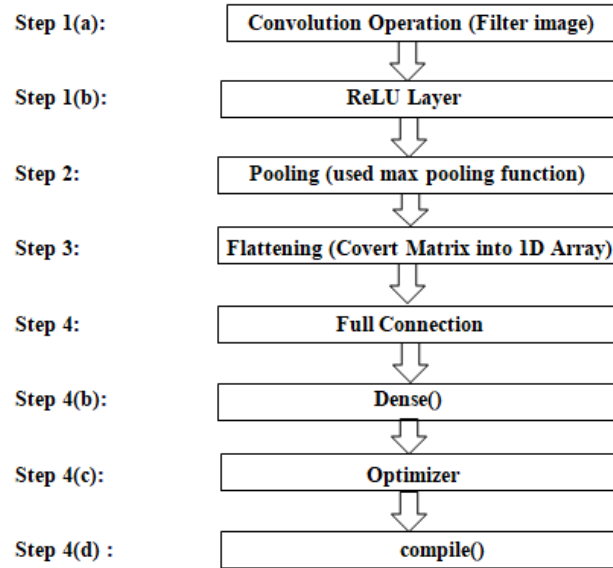 Step 1(a): Convolution Operation (Filter image)
Step 1(b): ReLU Layer
Step 2: Pooling (used max pooling function)
Step 3: Flattening (Covert Matrix into 1D Array)
Step 4: Full Connection
Step 4(b): Dense()
Step 4(c): Optimizer
Step 4(d) : compile()